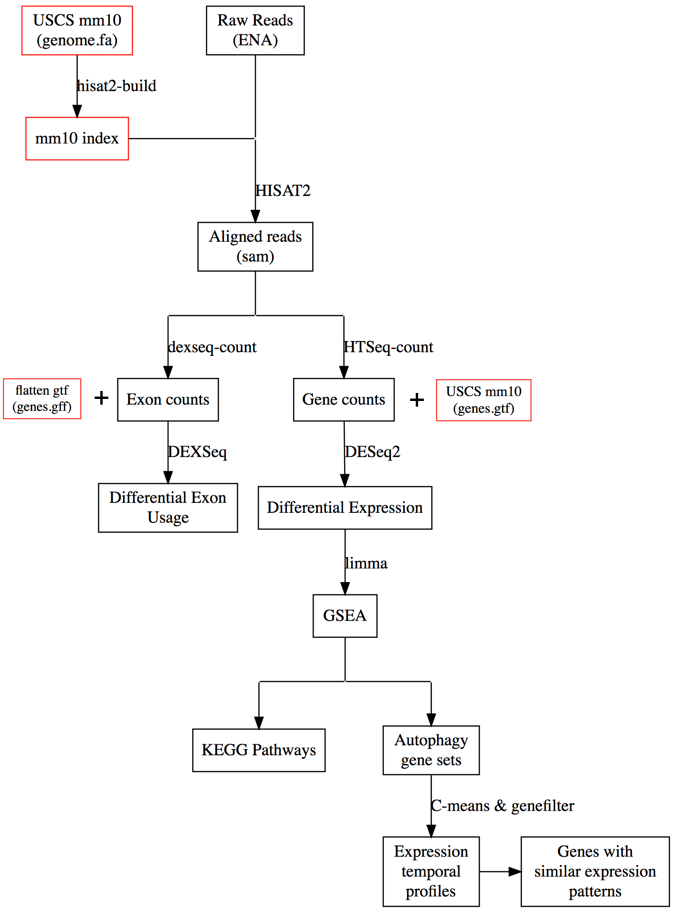 USCS mm10
(genome.fa)
Raw Reads
(ENA)
hisat2-build
mm10 index
HISAT2
Aligned reads
(sam)
dexseq-count
HTSeq-count
flatten gtf
(genes.gff)
+
Exon counts
Gene counts
+
USCS mm10
(genes.gtf)
DEXSeq
DESeq2
Differential Exon
Usage
Differential Expression
limma
GSEA
KEGG Pathways
Autophagy
gene sets
C-means & genefilter
Expression
temporal
profiles
Genes with
similar expression
patterns